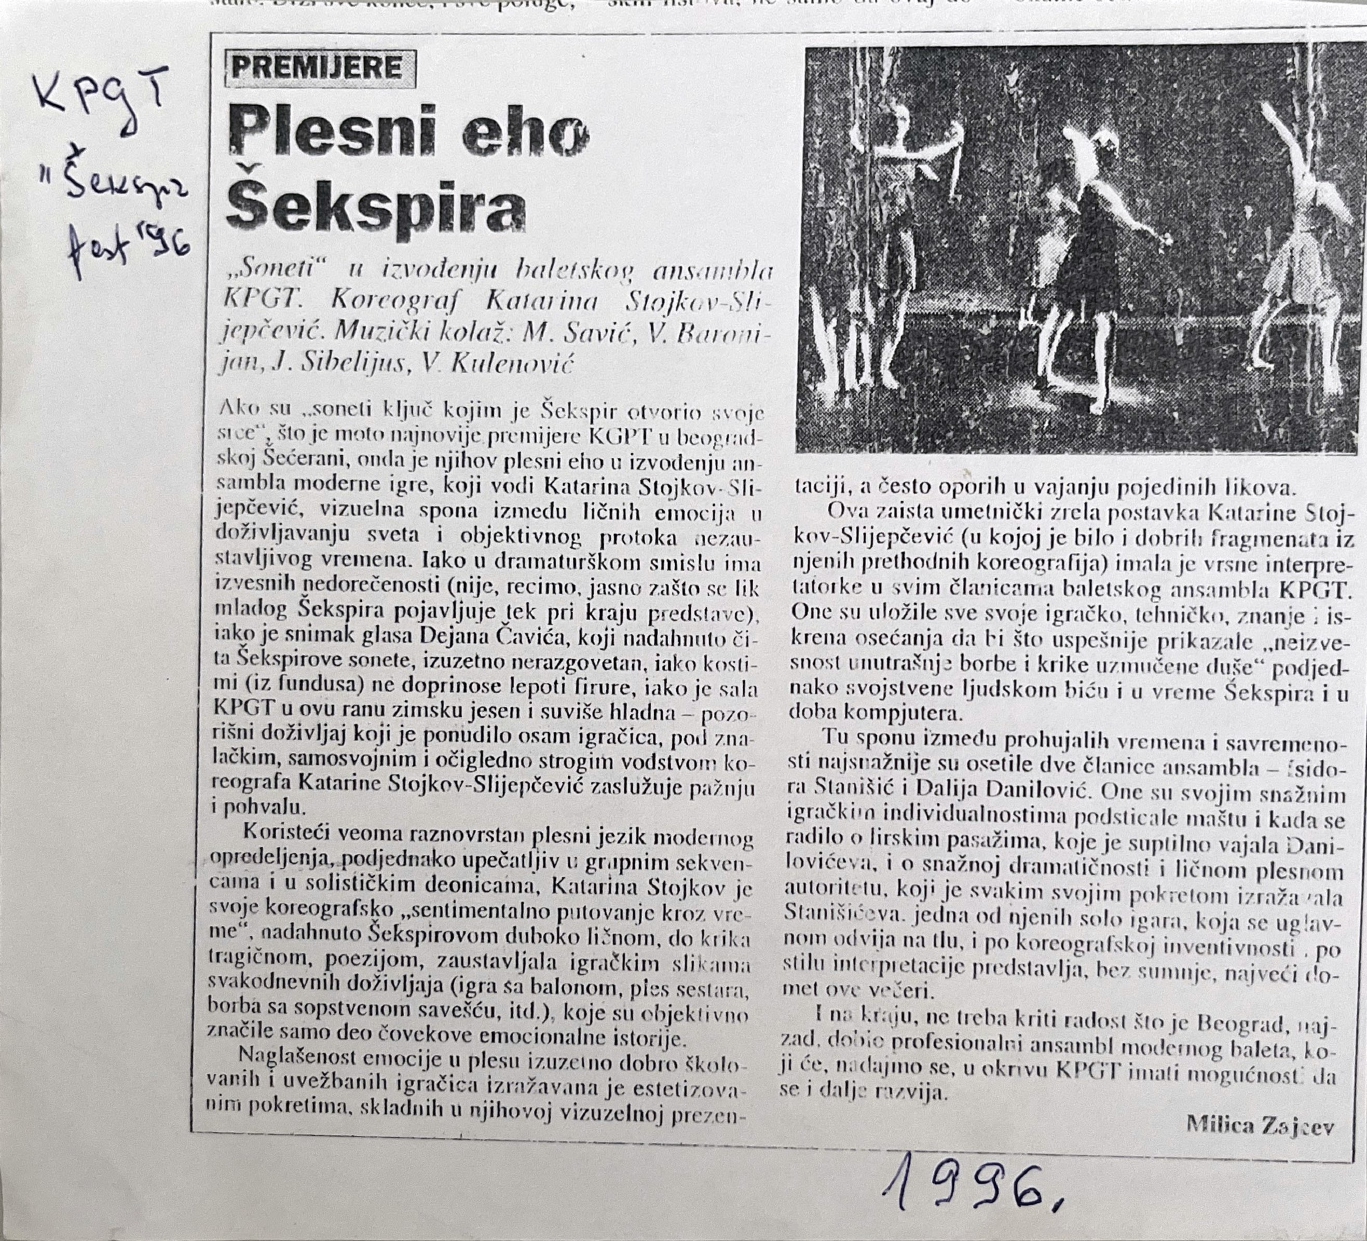 KPGT
"Šekspir
fest '96
PREMIJERE
Plesni eho
Šekspira
„Soneti“ u izvođenju baletskog ansambla
KPGT. Koreograf Katarina Stojkov-Sli-
jepčević. Muzički kolaž: M. Savić, V. Baroni-
jan, J. Sibelijus, V. Kulenović
Ako su „soneti ključ kojim je Šekspir otvorio svoje
srce“, što je moto najnovije premijere KGPT u beograd-
skoj Šećerani, onda je njihov plesni eho u izvođenju an-
sambla moderne igre, koji vodi Katarina Stojkov-Sli-
jepčević, vizuelna spona između ličnih emocija u
doživljavanju sveta i objektivnog protoka nezau-
stavljivog vremena. Iako u dramaturškom smislu ima
izvesnih nedorečenosti (nije, recimo, jasno zašto se lik
mladog Šekspira pojavljuje tek pri kraju predstave),
iako je snimak glasa Dejana Čavića, koji nadahnuto či-
ta Šekspirove sonete, izuzetno nerazgovetan, iako kosti-
mi (iz fundusa) ne doprinose lepoti firure, iako je sala
KPGT u ovu ranu zimsku jesen i suviše hladna – pozo-
rišni doživljaj koji je ponudilo osam igračica, pod zna-
lačkim, samosvojnim i očigledno strogim vodstvom ko-
reografa Katarine Stojkov-Slijepčević zaslužuje pažnju
i pohvalu.
Koristeći veoma raznovrstan plesni jezik modernog
opredeljenja, podjednako upečatljiv u grupnim sekven-
cama i u solističkim deonicama, Katarina Stojkov je
svoje koreografsko „sentimentalno putovanje kroz vre-
me“, nadahnuto Šekspirovom duboko ličnom, do krika
tragičnom, poezijom, zaustavljala igračkim slikama
svakodnevnih doživljaja (igra sa balonom, ples sestara,
borba sa sopstvenom savešću, itd.), koje su objektivno
značile samo deo čovekove emocionalne istorije.
Naglašenost emocije u plesu izuzetno dobro školo-
vanih i uvežbanih igračica izražavana je estetizova-
nim pokretima, skladnih u njihovoj vizuzelnoj prezen-
taciji, a često oporih u vajanju pojedinih likova.
Ova zaista umetnički zrela postavka Katarine Stoj-
kov-Slijepčević (u kojoj je bilo i dobrih fragmenata iz
njenih prethodnih koreografija) imala je vrsne interpre-
tatorke u svim članicama baletskog ansambla KPGT.
One su uložile sve svoje igračko, tehničko, znanje i is-
krena osećanja da bi što uspešnije prikazale „neizve-
snost unutrašnje borbe i krike uzmučene duše“ podjed-
nako svojstvene ljudskom biću i u vreme Šekspira i u
doba kompjutera.
Tu sponu između prohujalih vremena i savremeno-
sti najsnažnije su osetile dve članice ansambla – Isido-
ra Stanišić i Dalija Danilović. One su svojim snažnim
igračkim individualnostima podsticale maštu i kada se
radilo o lirskim pasažima, koje je suptilno vajala Dani-
lovićeva, i o snažnoj dramatičnosti i ličnom plesnom
autoritetu, koji je svakim svojim pokretom izražavala
Stanišićeva. jedna od njenih solo igara, koja se uglav-
nom odvija na tlu, i po koreografskoj inventivnosti i po
stilu interpretacije predstavlja, bez sumnje, najveći do-
met ove večeri.
I na kraju, ne treba kriti radost što je Beograd, naj-
zad, dobio profesionalni ansambl modernog baleta, ko-
ji će, nadajmo se, u okrivu KPGT imati mogućnosti da
se i dalje razvija.
Milica Zajcev
1996.